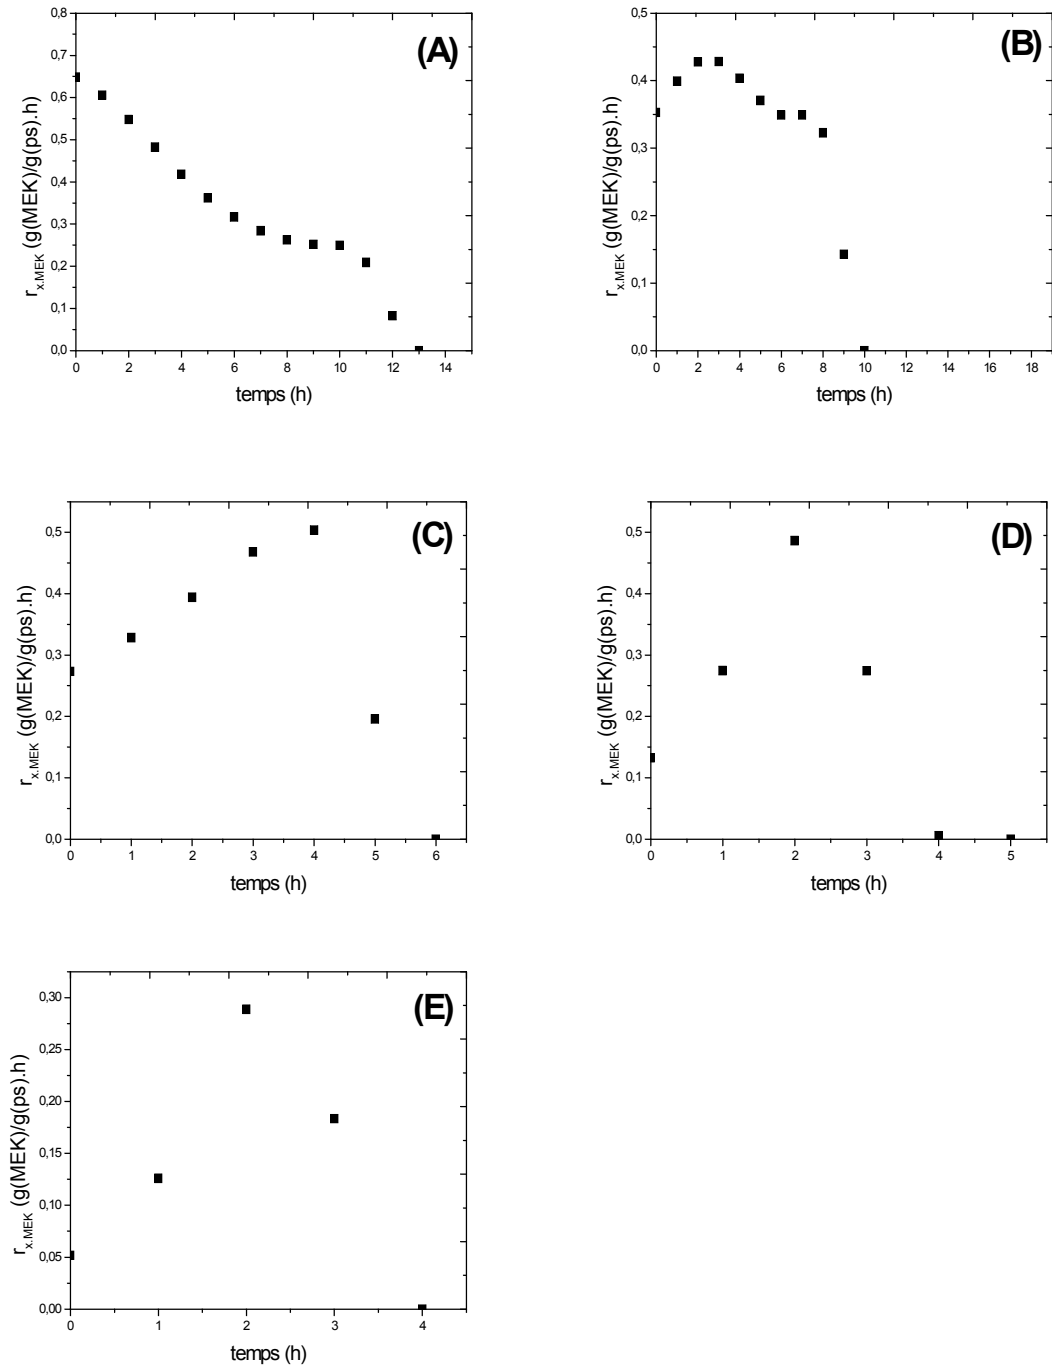 (A)
r x.MEK (g(MEK)/g(ps).h)
0,8
0,7
0,6
0,5
0,4
0,3
0,2
0,1
0,0
0 2 4 6 8 10 12 14
temps (h)
(B)
r x.MEK (g(MEK)/g(ps).h)
0,5
0,4
0,3
0,2
0,1
0,0
0 2 4 6 8 10 12 14 16 18
temps (h)
(C)
r x.MEK (g(MEK)/g(ps).h)
0,5
0,4
0,3
0,2
0,1
0,0
0 1 2 3 4 5 6
temps (h)
(D)
r x.MEK (g(MEK)/g(ps).h)
0,5
0,4
0,3
0,2
0,1
0,0
0 1 2 3 4 5
temps (h)
(E)
r x.MEK (g(MEK)/g(ps).h)
0,30
0,25
0,20
0,15
0,10
0,05
0,00
0 1 2 3 4
temps (h)